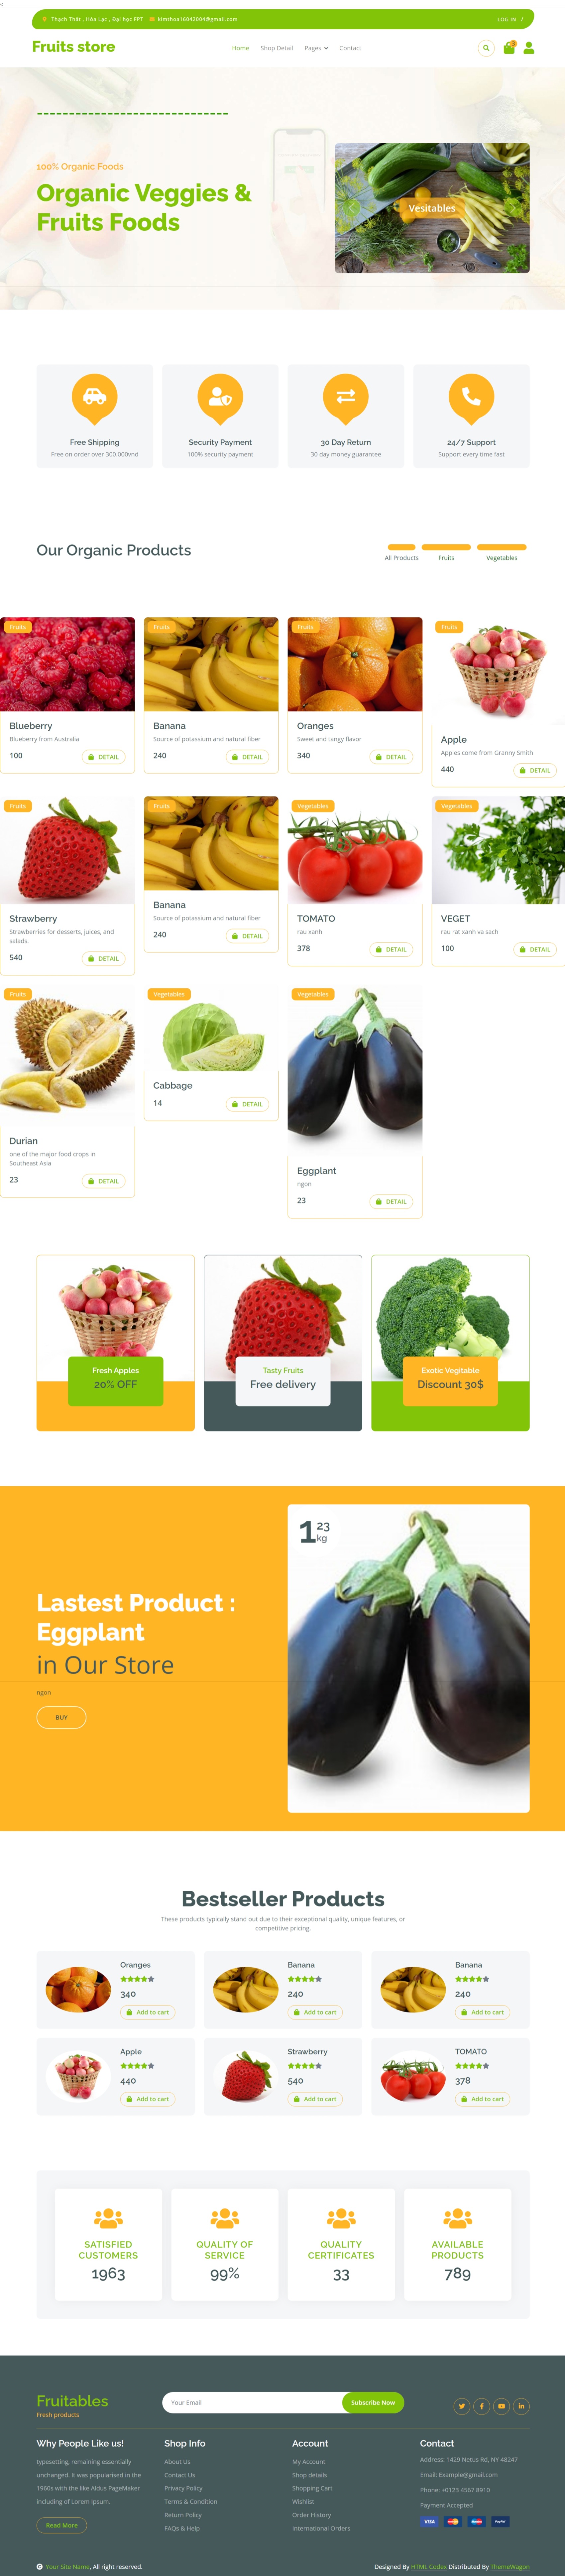 <
Thạch Thất , Hòa Lạc , Đại học FPT kimthoa16042004@gmail.com LOG IN /
Fruits store
Home Shop Detail Pages Contact
100% Organic Foods
Organic Veggies &
Fruits Foods
Vesitables
Free Shipping
Free on order over 300.000vnd
Security Payment
100% security payment
30 Day Return
30 day money guarantee
24/7 Support
Support every time fast
Our Organic Products
All Products Fruits Vegetables
Fruits
Blueberry
Blueberry from Australia
100 DETAIL
Fruits
Banana
Source of potassium and natural fiber
240 DETAIL
Fruits
Oranges
Sweet and tangy flavor
340 DETAIL
Fruits
Apple
Apples come from Granny Smith
440 DETAIL
Fruits
Strawberry
Strawberries for desserts, juices, and
salads.
540 DETAIL
Fruits
Banana
Source of potassium and natural fiber
240 DETAIL
Vegetables
TOMATO
rau xanh
378 DETAIL
Vegetables
VEGET
rau rat xanh va sach
100 DETAIL
Fruits
Durian
one of the major food crops in
Southeast Asia
23 DETAIL
Vegetables
Cabbage
14 DETAIL
Vegetables
Eggplant
ngon
23 DETAIL
Fresh Apples
20% OFF
Tasty Fruits
Free delivery
Exotic Vegitable
Discount 30$
Lastest Product :
Eggplant
in Our Store
ngon
BUY
1 23
kg
Bestseller Products
These products typically stand out due to their exceptional quality, unique features, or
competitive pricing.
Oranges
340
Add to cart
Banana
240
Add to cart
Banana
240
Add to cart
Apple
440
Add to cart
Strawberry
540
Add to cart
TOMATO
378
Add to cart
SATISFIED
CUSTOMERS
1963
QUALITY OF
SERVICE
99%
QUALITY
CERTIFICATES
33
AVAILABLE
PRODUCTS
789
Fruitables
Fresh products
Your Email Subscribe Now
Why People Like us!
typesetting, remaining essentially
unchanged. It was popularised in the
1960s with the like Aldus PageMaker
including of Lorem Ipsum.
Read More
Shop Info
About Us
Contact Us
Privacy Policy
Terms & Condition
Return Policy
FAQs & Help
Account
My Account
Shop details
Shopping Cart
Wishlist
Order History
International Orders
Contact
Address: 1429 Netus Rd, NY 48247
Email: Example@gmail.com
Phone: +0123 4567 8910
Payment Accepted
VISA PayPal
Your Site Name, All right reserved. Designed By HTML Codex Distributed By ThemeWagon